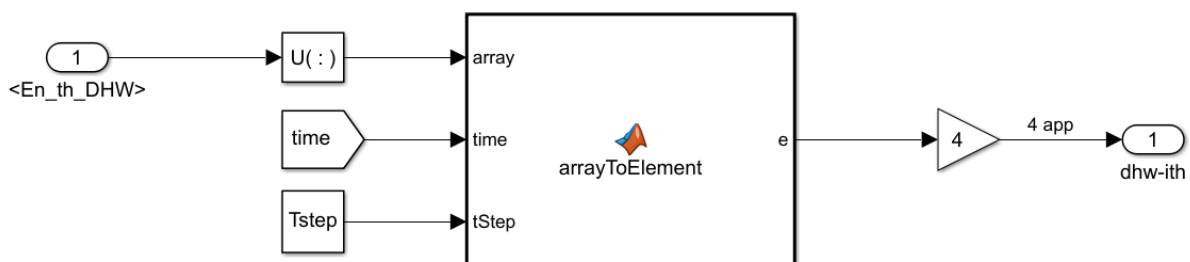 1
<En_th_DHW>
U( : )
array
time
time
Tstep
tStep
arrayToElement
e
4
4 app
1
dhw-ith